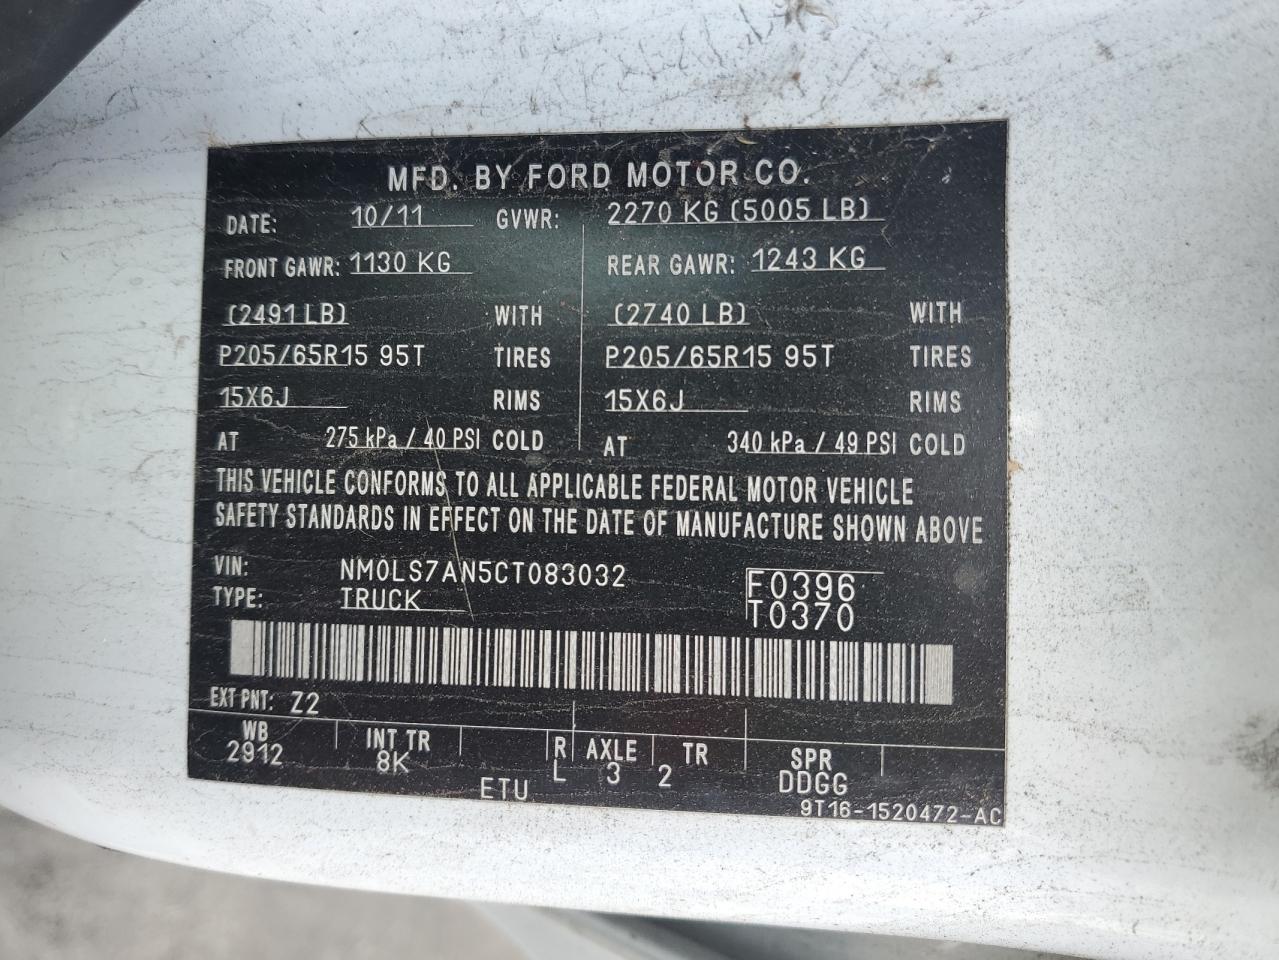 MFD. BY FORD MOTOR CO.
DATE: 10/11 GVWR: 2270 KG (5005 LB)
FRONT GAWR: 1130 KG REAR GAWR: 1243 KG
(2491 LB) WITH (2740 LB) WITH
P205/65R15 95T TIRES P205/65R15 95T TIRES
15X6J RIMS 15X6J RIMS
AT 275 kPa / 40 PSI COLD AT 340 kPa / 49 PSI COLD
THIS VEHICLE CONFORMS TO ALL APPLICABLE FEDERAL MOTOR VEHICLE
SAFETY STANDARDS IN EFFECT ON THE DATE OF MANUFACTURE SHOWN ABOVE
VIN: NM0LS7AN5CT083032 F0396
TYPE: TRUCK T0370
EXT PNT: Z2
WB INT TR R AXLE TR SPR
2912 8K L 3 2 DDGG
ETU 9T16-1520472-AC